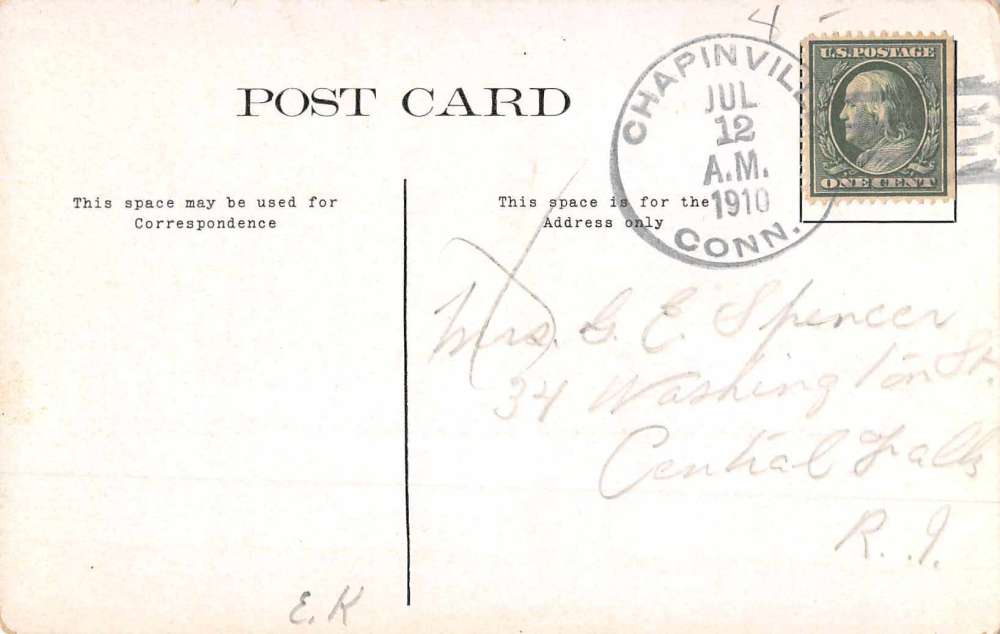 4
POST CARD
CHAPINVILLE
JUL
12
A.M.
1910
CONN.
U.S. POSTAGE
ONE CENT
This space may be used for
Correspondence
This space is for the
Address only
Mrs. G. E. Spencer
34 Washington St.
Central Falls
R. I.
E. K